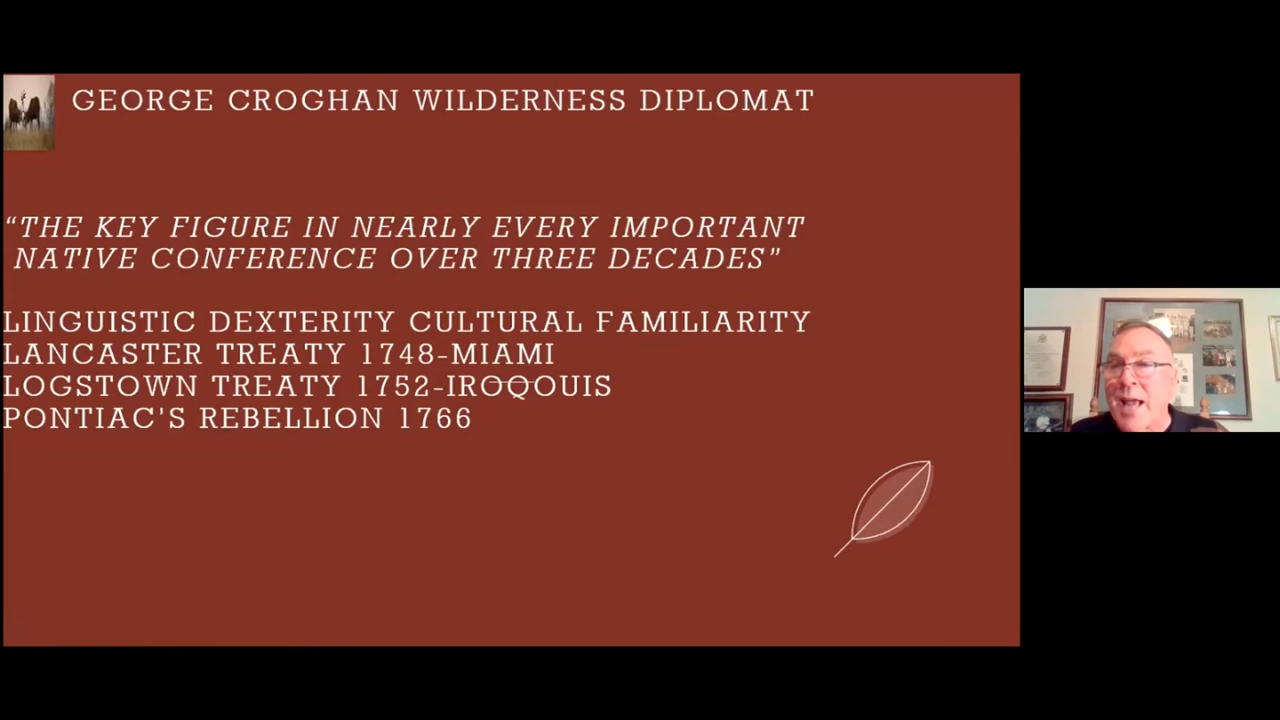 GEORGE CROGHAN WILDERNESS DIPLOMAT
“THE KEY FIGURE IN NEARLY EVERY IMPORTANT
NATIVE CONFERENCE OVER THREE DECADES”
LINGUISTIC DEXTERITY CULTURAL FAMILIARITY
LANCASTER TREATY 1748-MIAMI
LOGSTOWN TREATY 1752-IROQOUIS
PONTIAC’S REBELLION 1766